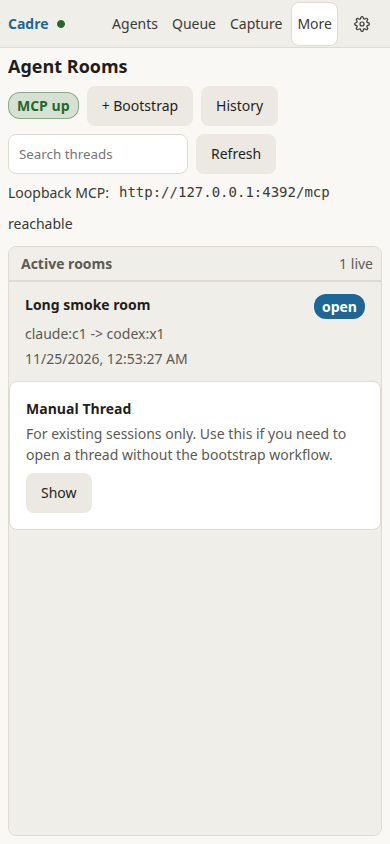 Cadre Agents Queue Capture More
Agent Rooms
MCP up + Bootstrap History
Search threads Refresh
Loopback MCP: http://127.0.0.1:4392/mcp
reachable
Active rooms 1 live
Long smoke room open
claude:c1 -> codex:x1
11/25/2026, 12:53:27 AM
Manual Thread
For existing sessions only. Use this if you need to
open a thread without the bootstrap workflow.
Show